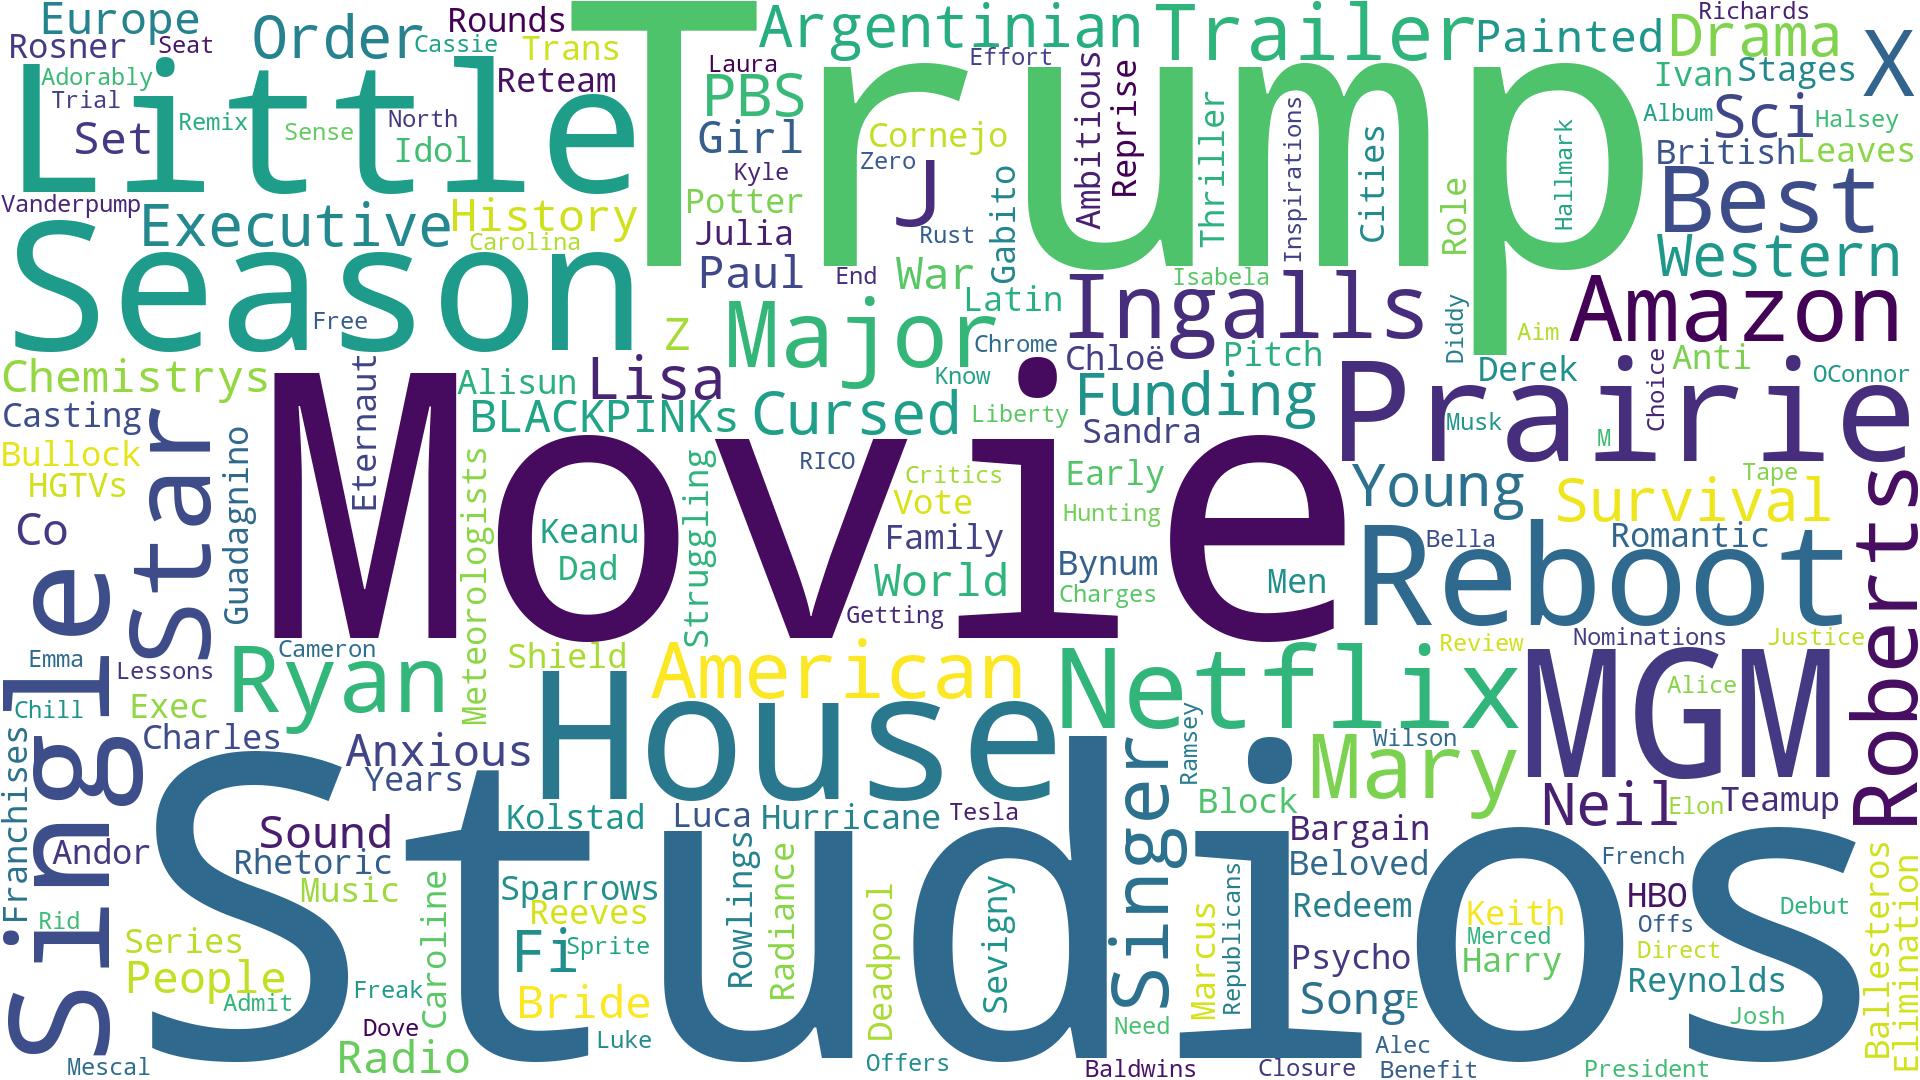 Europe
Rounds
Trump
Argentinian
Trailer
Richards
Rosner
Seat
Order
Cassie
Trans
Effort
Painted
Drama
X
Adorably
Little
Reteam
Laura
PBS
Ambitious
Reprise
Ivan
Stages
Trial
Remix
Sense
North
Thriller
Inspirations
Cities
Hallmark
Album
Sci
Halsey
Set
Idol
Girl
Cornejo
British
Leaves
Kyle
Zero
J
Gabito
Role
Best
Vanderpump
Executive
History
Potter
Julia
Rust
Carolina
Western
Season
Paul
End
War
Latin
Isabela
Ingalls
Amazon
Free
Z
Major
Chrome
Diddy
Aim
Chemistrys
Eternaut
Alisun
Lisa
Know
Chloë
Pitch
Derek
Choice
Anti
OConnor
Prairie
Casting
Star
Movie
BLACKPINKs
Cursed
Liberty
Funding
Sandra
Musk
M
Bullock
Guadagnino
HGTVs
Meteorologists
Struggling
RICO
Critics
Early
Young
Survival
Tape
Roberts
Co
Keanu
Vote
Hunting
Family
Bynum
Reboot
Bella
Romantic
Dad
World
Charges
Men
Single
Getting
Emma
Lessons
Cameron
Ryan
Shield
American
Netflix
Review
Nominations
Justice
MGM
Alice
Chill
Exec
Franchises
Charles
Anxious
House
Ramsey
Wilson
Mary
Years
Singer
Block
Neil
Elon
Teamup
Sound
Kolstad
Luca
Hurricane
Tesla
Bargain
Andor
Rhetoric
Studios
Rowlings
Radiance
Beloved
French
Ballesteros
Elimination
Music
Caroline
Sparrows
Deadpool
Sevigny
Marcus
Republicans
Redeem
HBO
Debut
Rid
Reeves
Keith
Offs
Series
Fi
Sprite
Psycho
Merced
Harry
Direct
People
Admit
Freak
Bride
Song
E
Reynolds
Dove
Luke
Need
Josh
Mescal
Radio
Offers
Baldwins
Closure
Alec
Benefit
President